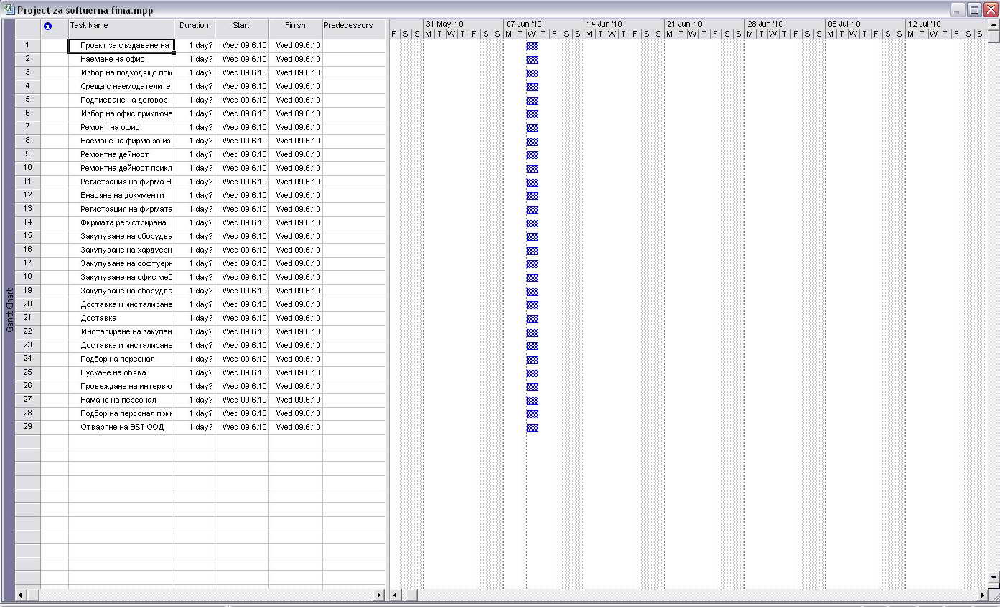 Project za softuerna fima.mpp
Task Name Duration Start Finish Predecessors
31 May '10 07 Jun '10 14 Jun '10 21 Jun '10 28 Jun '10 05 Jul '10 12 Jul '10
F S S M T W T F S S M T W T F S S M T W T F S S M T W T F S S M T W T F S S M T W T F S S M T W T F S S
1 Проект за създаване на 1 day? Wed 09.6.10 Wed 09.6.10
2 Наемане на офис 1 day? Wed 09.6.10 Wed 09.6.10
3 Избор на подходящо пом 1 day? Wed 09.6.10 Wed 09.6.10
4 Среща с наемодателите 1 day? Wed 09.6.10 Wed 09.6.10
5 Подписване на договор 1 day? Wed 09.6.10 Wed 09.6.10
6 Избор на офис приключе 1 day? Wed 09.6.10 Wed 09.6.10
7 Ремонт на офис 1 day? Wed 09.6.10 Wed 09.6.10
8 Наемане на фирма за из 1 day? Wed 09.6.10 Wed 09.6.10
9 Ремонтна дейност 1 day? Wed 09.6.10 Wed 09.6.10
10 Ремонтна дейност прикл 1 day? Wed 09.6.10 Wed 09.6.10
11 Регистрация на фирма BS 1 day? Wed 09.6.10 Wed 09.6.10
12 Внасяне на документи 1 day? Wed 09.6.10 Wed 09.6.10
13 Регистрация на фирмата 1 day? Wed 09.6.10 Wed 09.6.10
14 Фирмата регистрирана 1 day? Wed 09.6.10 Wed 09.6.10
15 Закупуване на оборудва 1 day? Wed 09.6.10 Wed 09.6.10
16 Закупуване на хардуерн 1 day? Wed 09.6.10 Wed 09.6.10
17 Закупуване на софтуерн 1 day? Wed 09.6.10 Wed 09.6.10
18 Закупуване на офис меб 1 day? Wed 09.6.10 Wed 09.6.10
19 Закупуване на оборудва 1 day? Wed 09.6.10 Wed 09.6.10
20 Доставка и инсталиране 1 day? Wed 09.6.10 Wed 09.6.10
21 Доставка 1 day? Wed 09.6.10 Wed 09.6.10
22 Инсталиране на закупен 1 day? Wed 09.6.10 Wed 09.6.10
23 Доставка и инсталиране 1 day? Wed 09.6.10 Wed 09.6.10
24 Подбор на персонал 1 day? Wed 09.6.10 Wed 09.6.10
25 Пускане на обява 1 day? Wed 09.6.10 Wed 09.6.10
26 Провеждане на интервю 1 day? Wed 09.6.10 Wed 09.6.10
27 Намане на персонал 1 day? Wed 09.6.10 Wed 09.6.10
28 Подбор на персонал прик 1 day? Wed 09.6.10 Wed 09.6.10
29 Отваряне на BST ООД 1 day? Wed 09.6.10 Wed 09.6.10
Gantt Chart